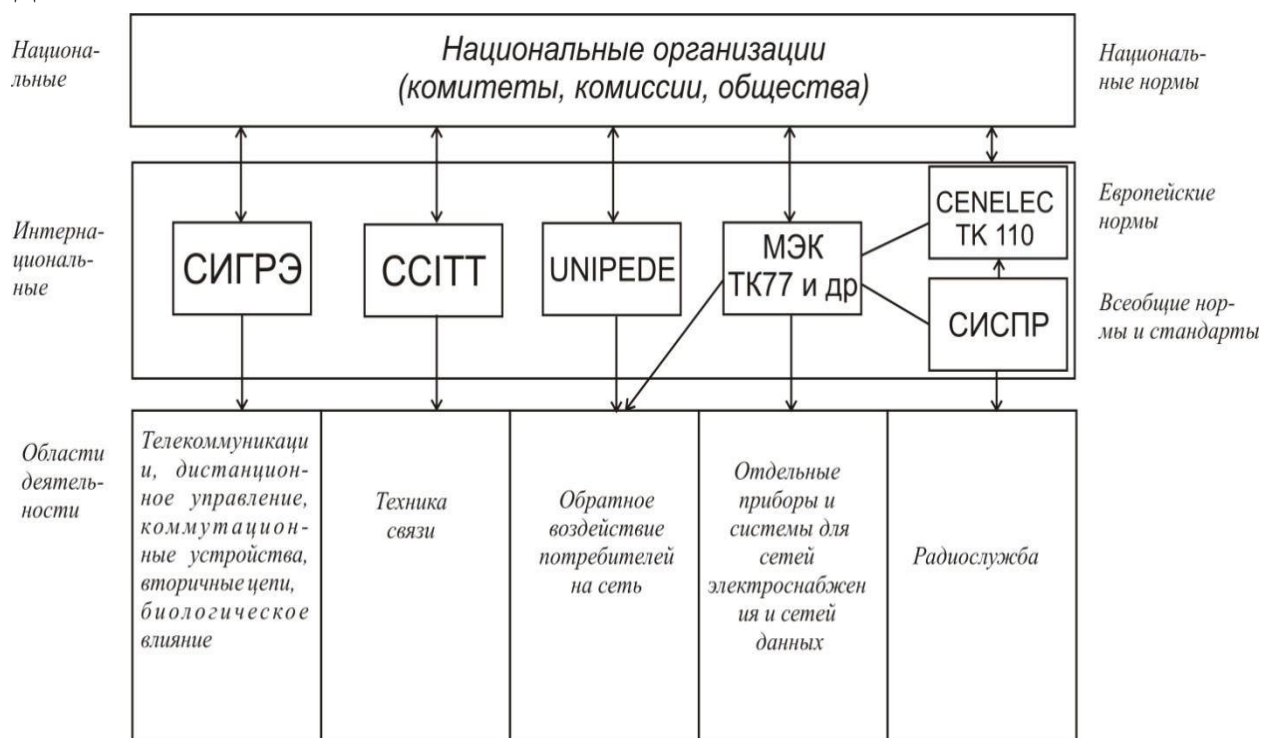 Национа-
льные
Национальные организации
(комитеты, комиссии, общества)
Националь-
ные нормы
Интерна-
циональ-
ные
СИГРЭ
CCITT
UNIPEDE
МЭК
ТК77 и др
CENELEC
ТК 110
СИСПР
Европейские
нормы
Всеобщие нор-
мы и стандарты
Области
деятель-
ности
Телекоммуникаци
и, дистанцион-
ное управление,
коммутацион-
ные устройства,
вторичные цепи,
биологическое
влияние
Техника
связи
Обратное
воздействие
потребителей
на сеть
Отдельные
приборы и
системы для
сетей
электроснабжен
ия и сетей
данных
Радиослужба